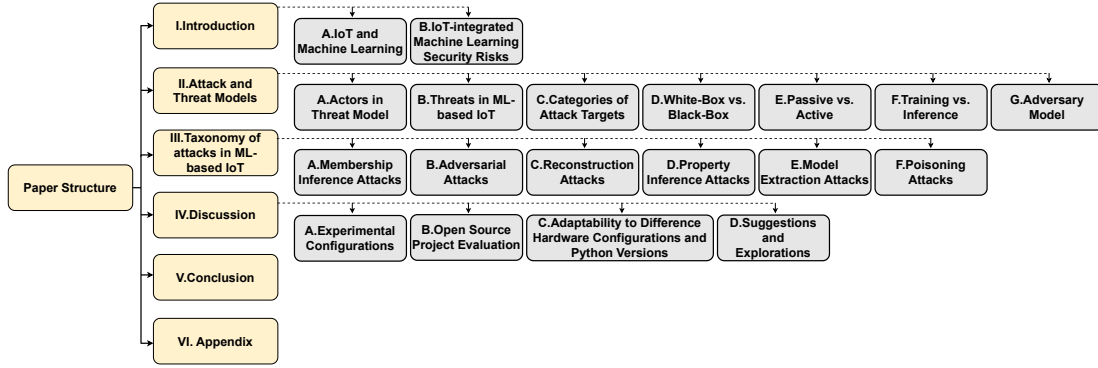 Paper Structure
I.Introduction
A.IoT and
Machine Learning
B.IoT-integrated
Machine Learning
Security Risks
II.Attack and
Threat Models
A.Actors in
Threat Model
B.Threats in ML-
based IoT
C.Categories of
Attack Targets
D.White-Box vs.
Black-Box
E.Passive vs.
Active
F.Training vs.
Inference
G.Adversary
Model
III.Taxonomy of
attacks in ML-
based IoT
A.Membership
Inference Attacks
B.Adversarial
Attacks
C.Reconstruction
Attacks
D.Property
Inference Attacks
E.Model
Extraction Attacks
F.Poisoning
Attacks
IV.Discussion
A.Experimental
Configurations
B.Open Source
Project Evaluation
C.Adaptability to Difference
Hardware Configurations and
Python Versions
D.Suggestions
and
Explorations
V.Conclusion
VI. Appendix